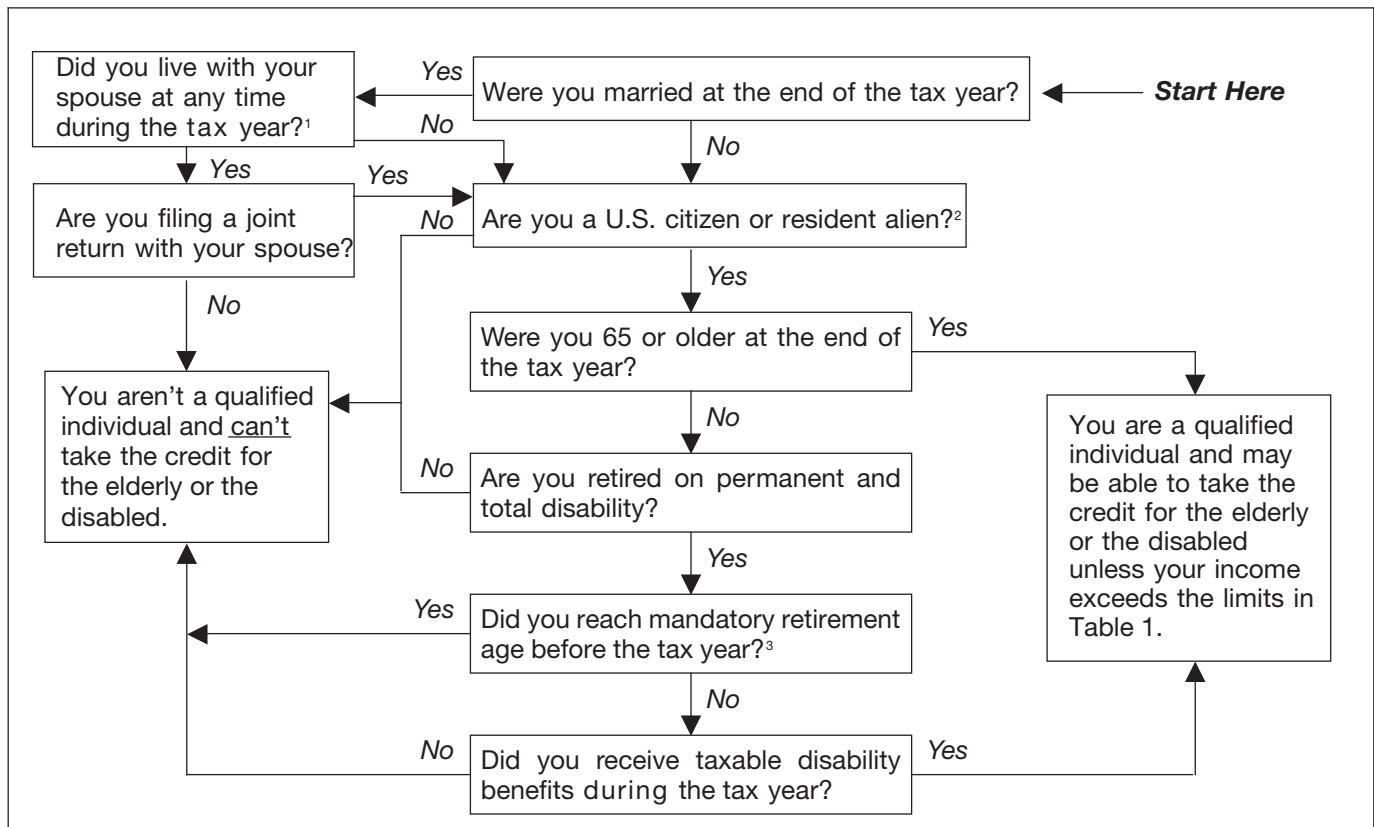 Start Here
Were you married at the end of the tax year?
Yes
No
Did you live with your
spouse at any time
during the tax year?¹
No
Yes
Are you filing a joint
return with your spouse?
Yes
No
Are you a U.S. citizen or resident alien?²
No
Yes
Were you 65 or older at the end of
the tax year?
Yes
No
You aren't a qualified
individual and can't
take the credit for
the elderly or the
disabled.
Are you retired on permanent and
total disability?
No
Yes
You are a qualified
individual and may
be able to take the
credit for the elderly
or the disabled
unless your income
exceeds the limits in
Table 1.
Did you reach mandatory retirement
age before the tax year?³
Yes
No
Did you receive taxable disability
benefits during the tax year?
No
Yes